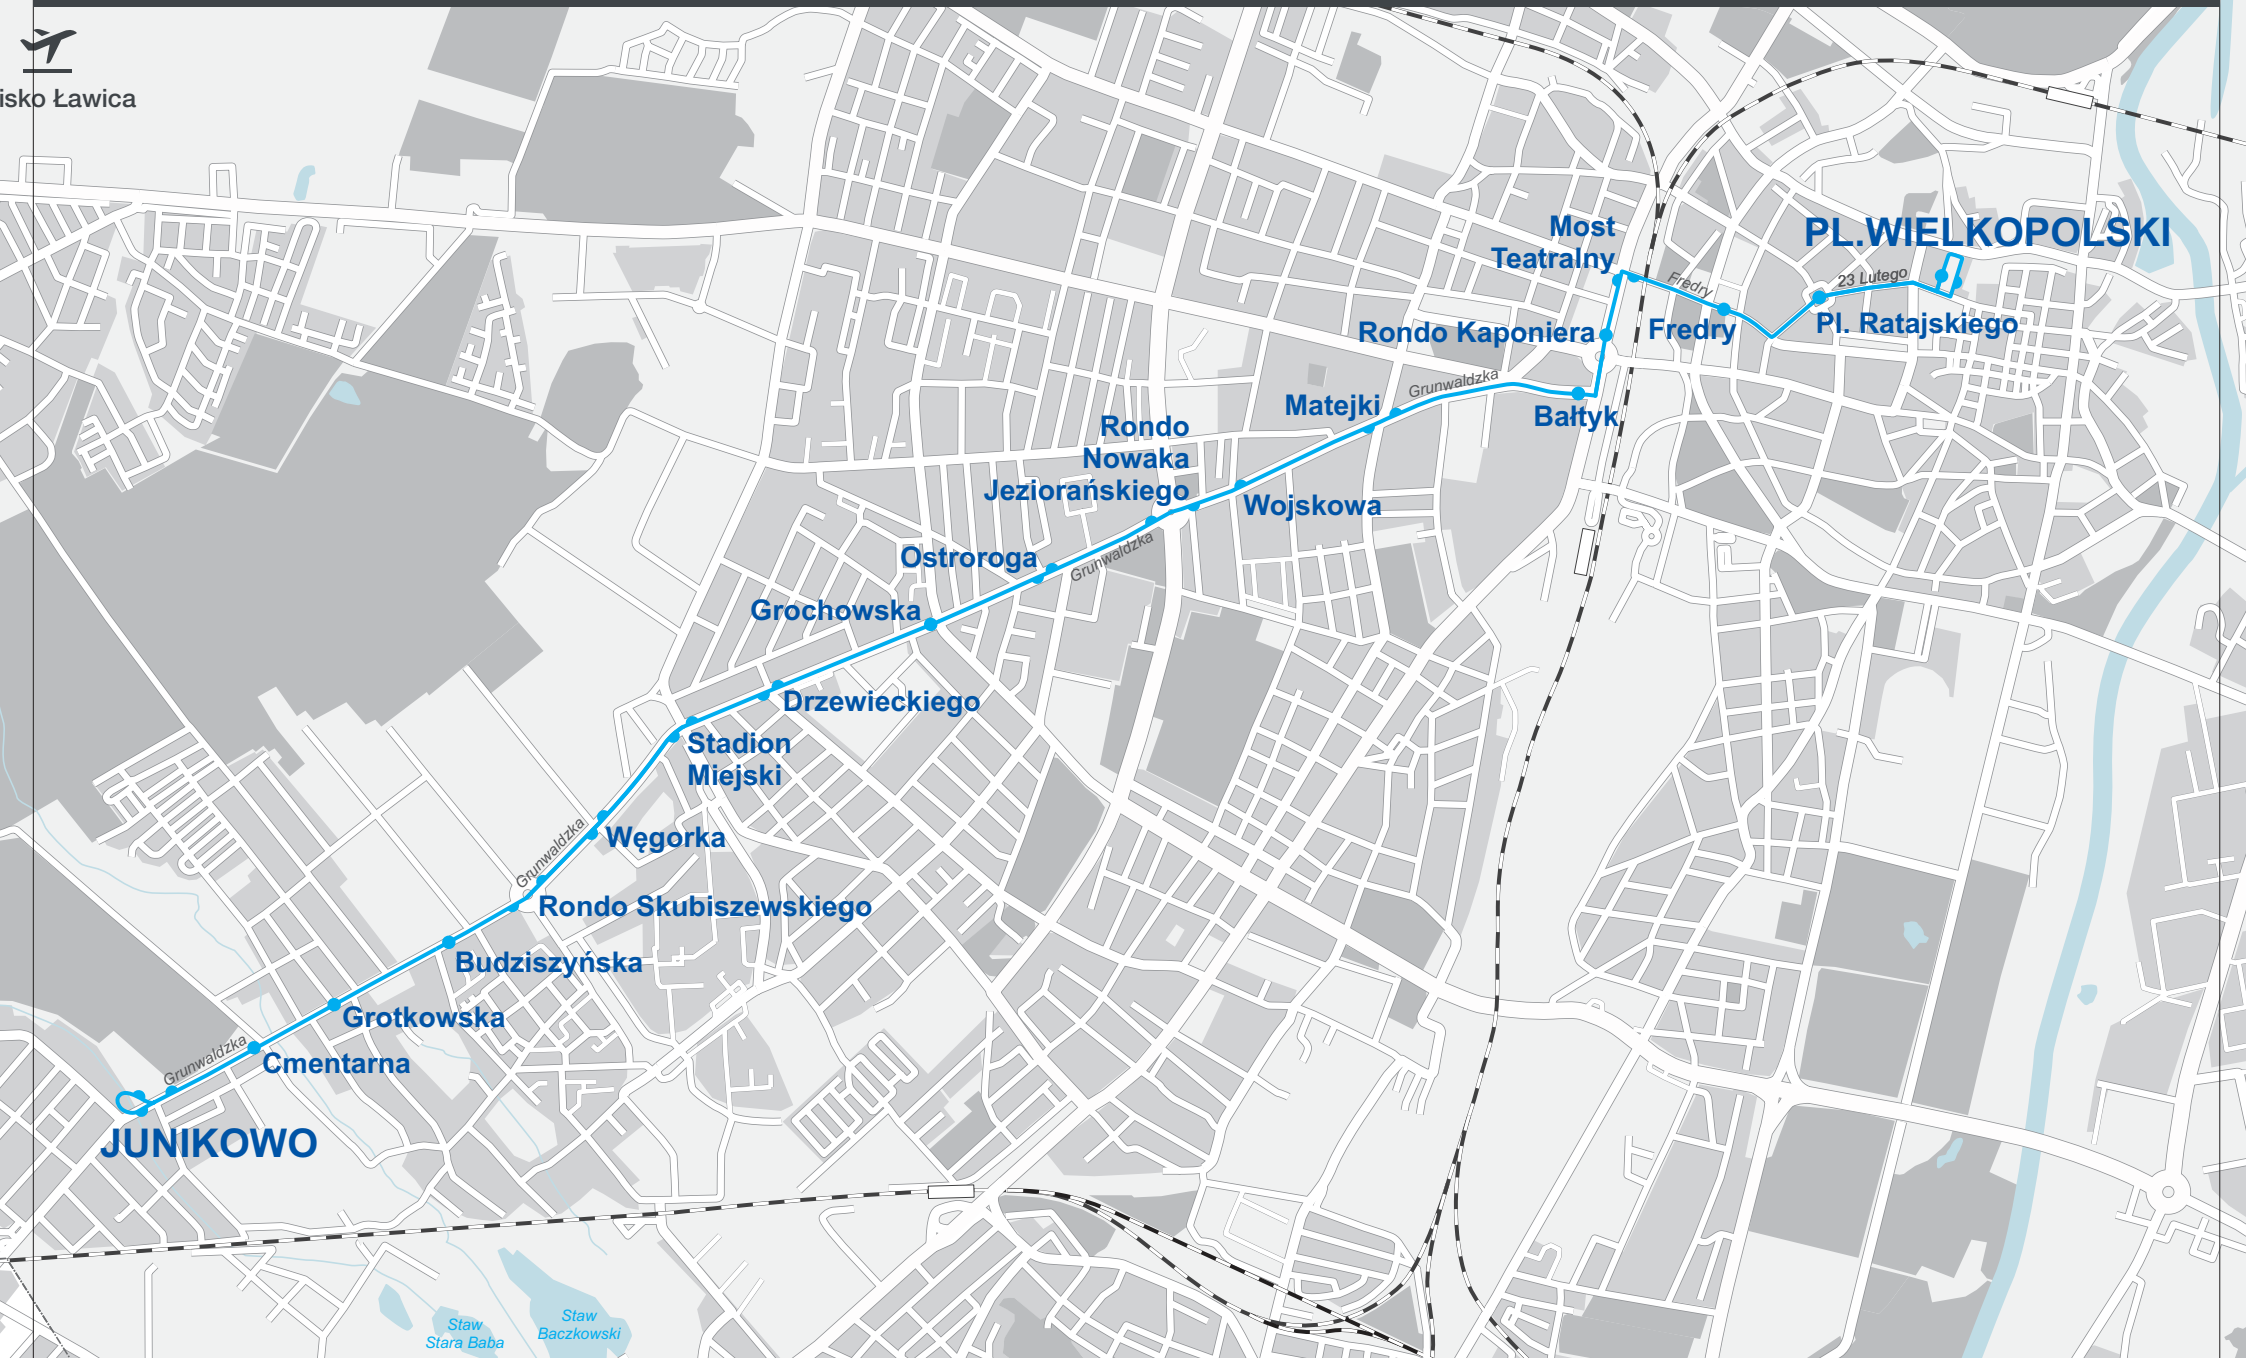 isko Ławica
Most
Teatralny
PL.WIELKOPOLSKI
Fredry
23 Lutego
Rondo Kaponiera
Fredry
Pl. Ratajskiego
Grunwaldzka
Matejki
Bałtyk
Rondo
Nowaka
Jeziorańskiego
Wojskowa
Grunwaldzka
Ostroroga
Grochowska
Drzewieckiego
Stadion
Miejski
Węgorka
Grunwaldzka
Rondo Skubiszewskiego
Budziszyńska
Grotkowska
Grunwaldzka
Cmentarna
JUNIKOWO
Staw
Stara Baba
Staw
Baczkowski